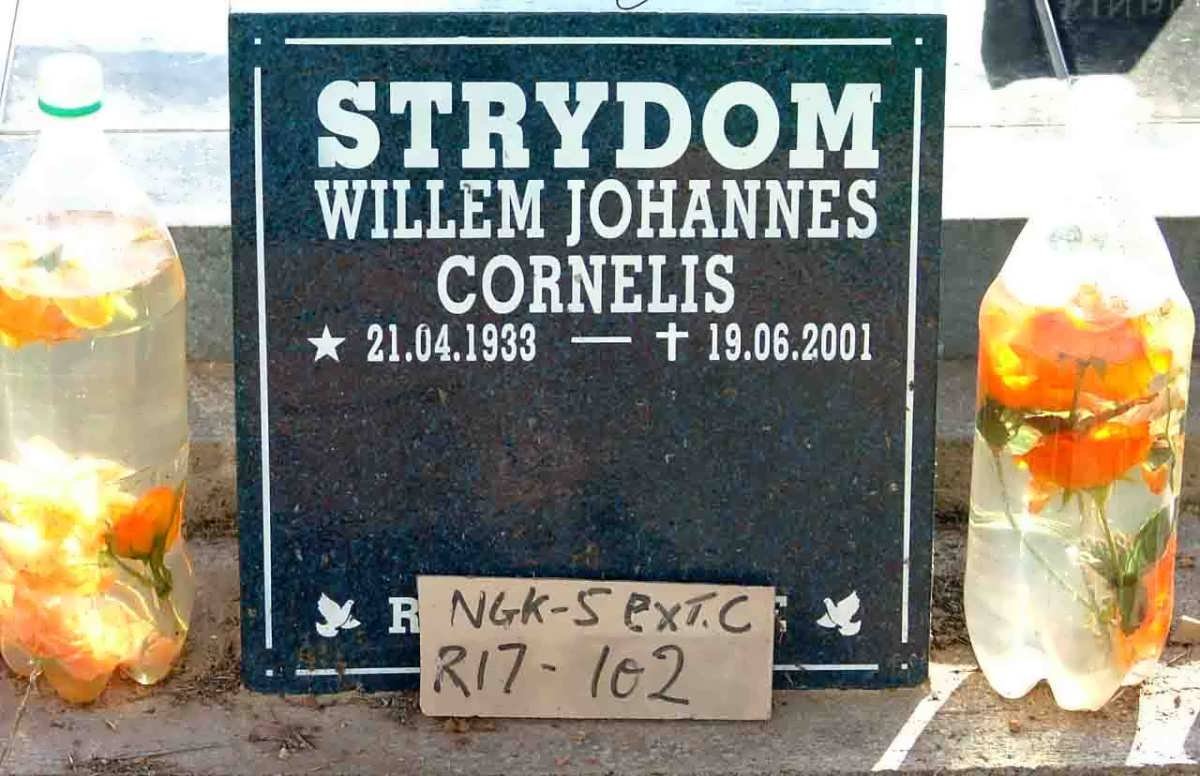 STRYDOM
WILLEM JOHANNES
CORNELIS
★ 21.04.1933 — ✝ 19.06.2001
NGK-5 EXT.C
R17-102